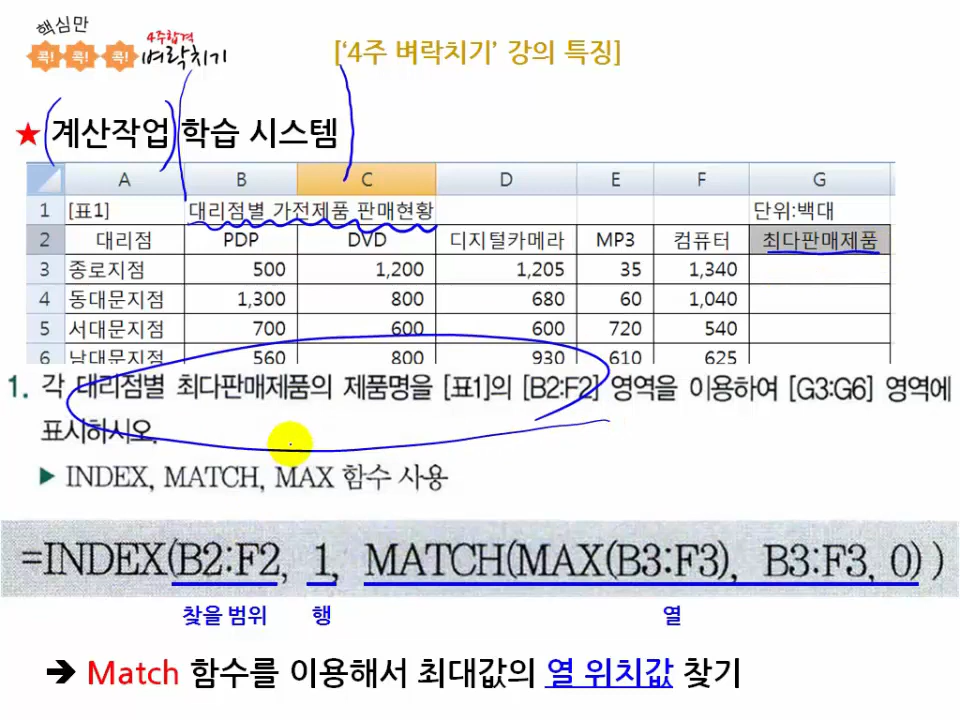 핵심만
콕! 콕! 콕! 4주합격 벼락치기
['4주 벼락치기' 강의 특징]
★ 계산작업 학습 시스템
A B C D E F G
1 [표1] 대리점별 가전제품 판매현황 단위:백대
2 대리점 PDP DVD 디지털카메라 MP3 컴퓨터 최다판매제품
3 종로지점 500 1,200 1,205 35 1,340
4 동대문지점 1,300 800 680 60 1,040
5 서대문지점 700 600 600 720 540
6 남대문지점 560 800 930 610 625
1. 각 대리점별 최다판매제품의 제품명을 [표1]의 [B2:F2] 영역을 이용하여 [G3:G6] 영역에
표시하시오.
▶ INDEX, MATCH, MAX 함수 사용
=INDEX(B2:F2, 1, MATCH(MAX(B3:F3), B3:F3, 0) )
찾을 범위 행 열
➔ Match 함수를 이용해서 최대값의 열 위치값 찾기